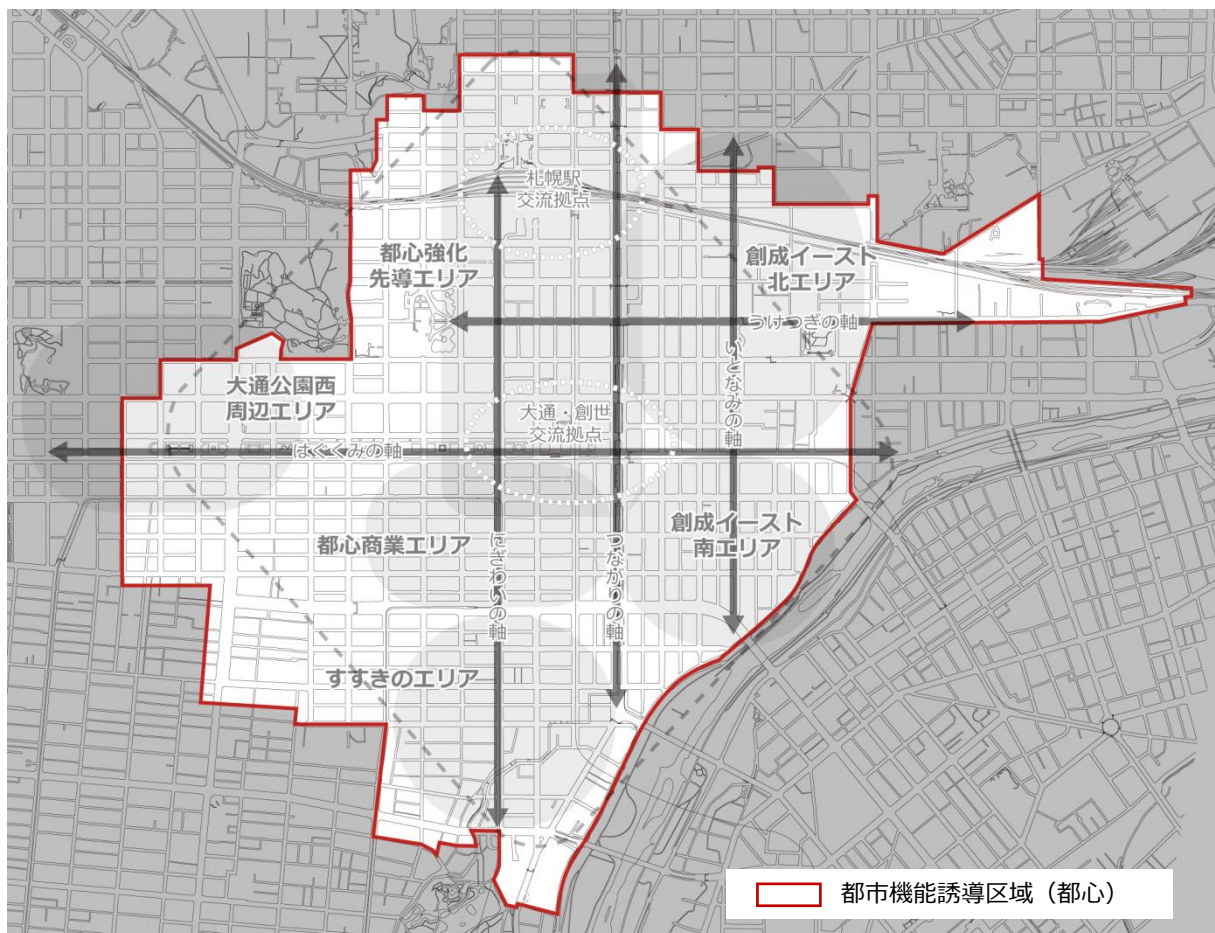 札幌駅
交流拠点
都心強化
先導エリア
創成イースト
北エリア
うけつぎの軸
いとなみの軸
大通公園西
周辺エリア
大通・創世
交流拠点
はぐくみの軸
都心商業エリア
にぎわいの軸
つながりの軸
創成イースト
南エリア
すすきのエリア
都市機能誘導区域（都心）